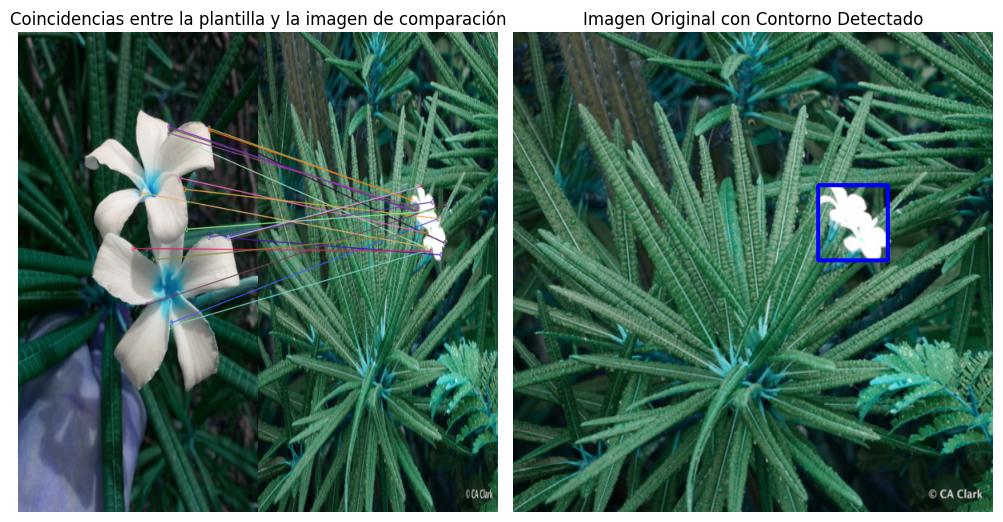 Coincidencias entre la plantilla y la imagen de comparación
Imagen Original con Contorno Detectado
© CA Clark
© CA Clark